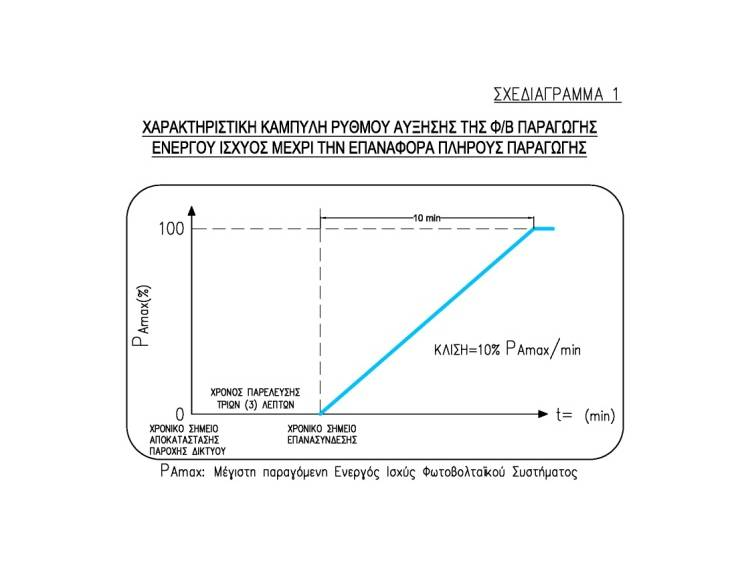 ΣΧΕΔΙΑΓΡΑΜΜΑ 1
ΧΑΡΑΚΤΗΡΙΣΤΙΚΗ ΚΑΜΠΥΛΗ ΡΥΘΜΟΥ ΑΥΞΗΣΗΣ ΤΗΣ Φ/Β ΠΑΡΑΓΩΓΗΣ
ΕΝΕΡΓΟΥ ΙΣΧΥΟΣ ΜΕΧΡΙ ΤΗΝ ΕΠΑΝΑΦΟΡΑ ΠΛΗΡΟΥΣ ΠΑΡΑΓΩΓΗΣ
10 min
100
PAmax(%)
ΚΛΙΣΗ=10% PAmax/min
ΧΡΟΝΟΣ ΠΑΡΕΛΕΥΣΗΣ
ΤΡΙΩΝ (3) ΛΕΠΤΩΝ
0
t= (min)
ΧΡΟΝΙΚΟ ΣΗΜΕΙΟ
ΑΠΟΚΑΤΑΣΤΑΣΗΣ
ΠΑΡΟΧΗΣ ΔΙΚΤΥΟΥ
ΧΡΟΝΙΚΟ ΣΗΜΕΙΟ
ΕΠΑΝΑΣΥΝΔΕΣΗΣ
PAmax: Μέγιστη παραγόμενη Ενεργός Ισχύς Φωτοβολταϊκού Συστήματος